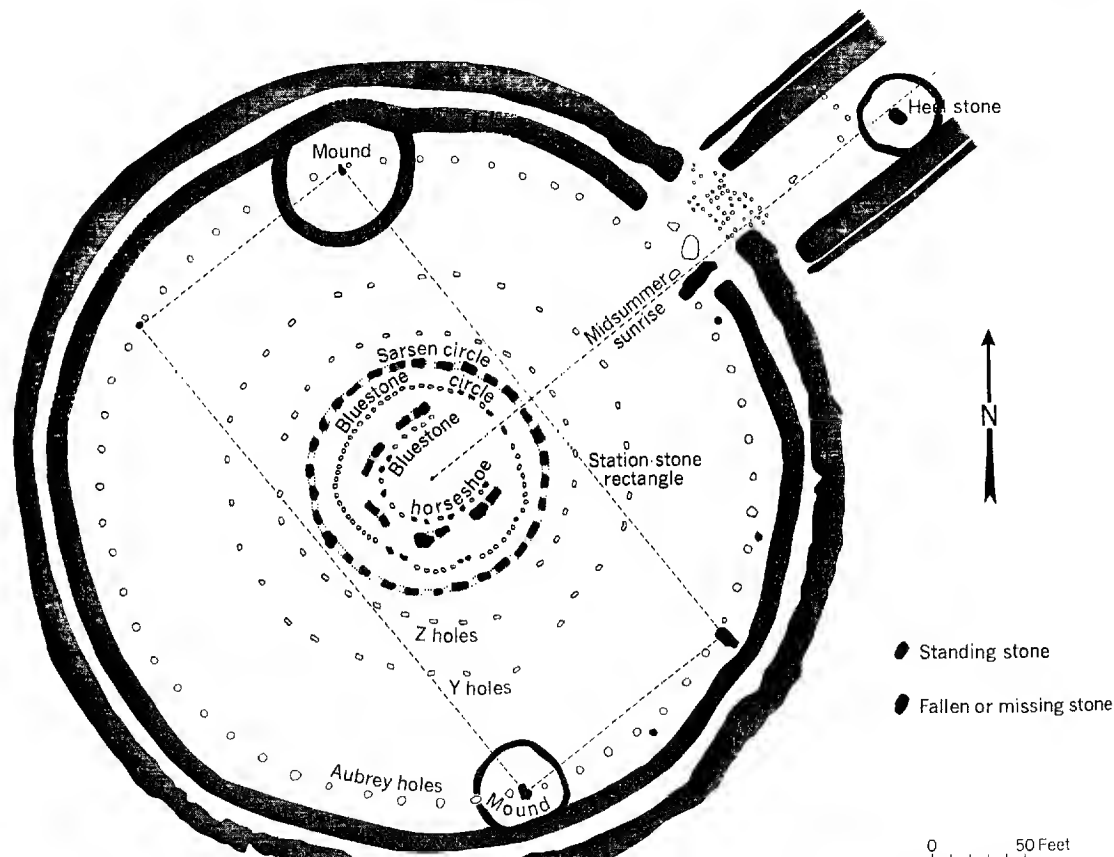 Heel stone
Mound
Midsummer
sunrise
Sarsen circle
Bluestone circle
Bluestone
horseshoe
Station stone
rectangle
N
Z holes
Y holes
Standing stone
Fallen or missing stone
Aubrey holes
Mound
0 50 Feet